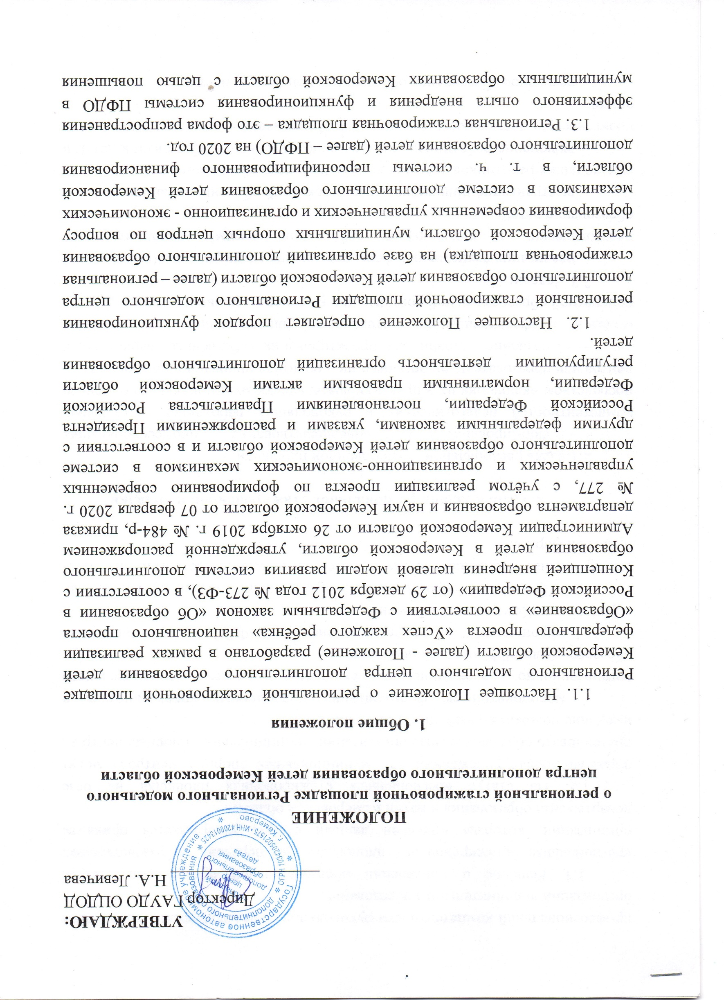 УТВЕРЖДАЮ:
Директор ГАУДО ОЦДОД
Н.А. Левичева
Государственное автономное учреждение
дополнительного образования
ОГРН 1034205021575 • ИНН 4209013425
г. Кемерово
центр
дополнительного
образования
детей»
ПОЛОЖЕНИЕ
о региональной стажировочной площадке Регионального модельного
центра дополнительного образования детей Кемеровской области
1. Общие положения
1.1. Настоящее Положение о региональной стажировочной площадке
Регионального модельного центра дополнительного образования детей
Кемеровской области (далее - Положение) разработано в рамках реализации
федерального проекта «Успех каждого ребёнка» национального проекта
«Образование» в соответствии с Федеральным законом «Об образовании в
Российской Федерации» (от 29 декабря 2012 года № 273-ФЗ), в соответствии с
Концепцией внедрения целевой модели развития системы дополнительного
образования детей в Кемеровской области, утвержденной распоряжением
Администрации Кемеровской области от 26 октября 2019 г. № 484-р, приказа
департамента образования и науки Кемеровской области от 07 февраля 2020 г.
№ 277, с учётом реализации проекта по формированию современных
управленческих и организационно-экономических механизмов в системе
дополнительного образования детей Кемеровской области и в соответствии с
другими федеральными законами, указами и распоряжениями Президента
Российской Федерации, постановлениями Правительства Российской
Федерации, нормативными правовыми актами Кемеровской области
регулирующими деятельность организаций дополнительного образования
детей.
1.2. Настоящее Положение определяет порядок функционирования
региональной стажировочной площадки Регионального модельного центра
дополнительного образования детей Кемеровской области (далее – региональная
стажировочная площадка) на базе организаций дополнительного образования
детей Кемеровской области, муниципальных опорных центров по вопросу
формирования современных управленческих и организационно - экономических
механизмов в системе дополнительного образования детей Кемеровской
области, в т. ч. системы персонифицированного финансирования
дополнительного образования детей (далее – ПФДО) на 2020 год.
1.3. Региональная стажировочная площадка – это форма распространения
эффективного опыта внедрения и функционирования системы ПФДО в
муниципальных образованиях Кемеровской области с целью повышения